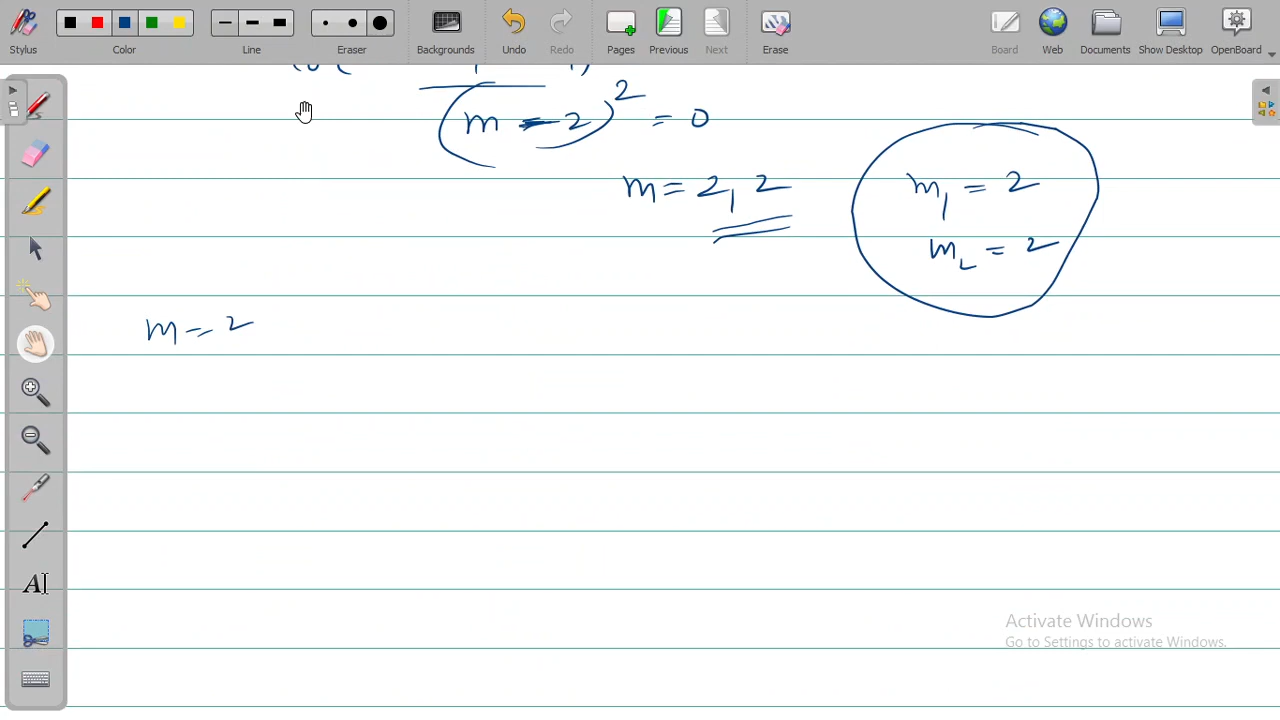 Stylus Color Line Eraser Backgrounds Undo Redo Pages Previous Next Erase Board Web Documents Show Desktop OpenBoard
(m - 2)² = 0
m = 2, 2
m₁ = 2
m₂ = 2
m = 2
Activate Windows
Go to Settings to activate Windows.